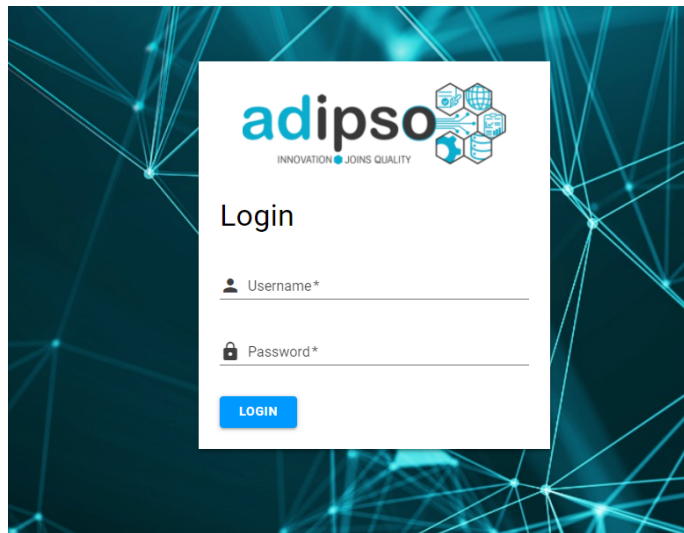 adipso
INNOVATION JOINS QUALITY
Login
Username*
Password*
LOGIN